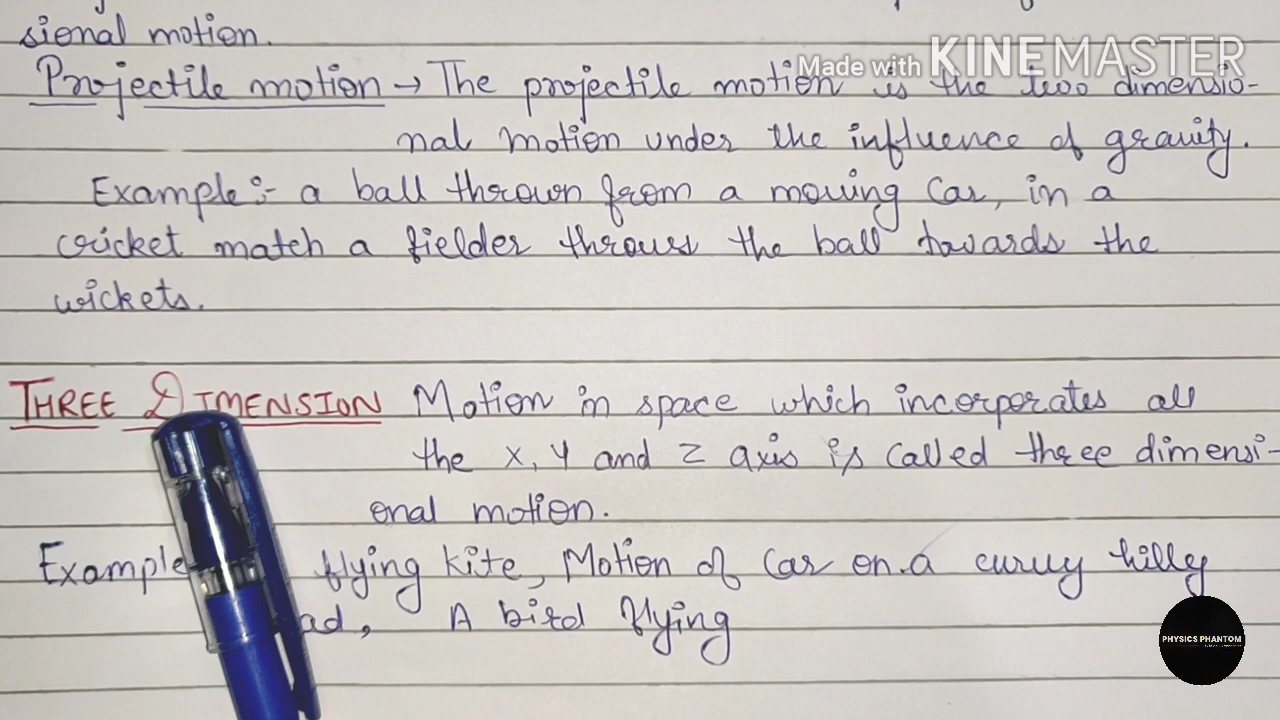 sional motion.
Made with KINEMASTER
Projectile motion → The projectile motion is the two dimensio-
nal motion under the influence of gravity.
Example:- a ball thrown from a moving car, in a
cricket match a fielder throws the ball towards the
wickets.
THREE DIMENSION Motion in space which incorporates all
the x, y and z axis is called three dimensi-
onal motion.
Example flying kite, Motion of car on a curvy hilly
ad, A bird flying
PHYSICS PHANTOM